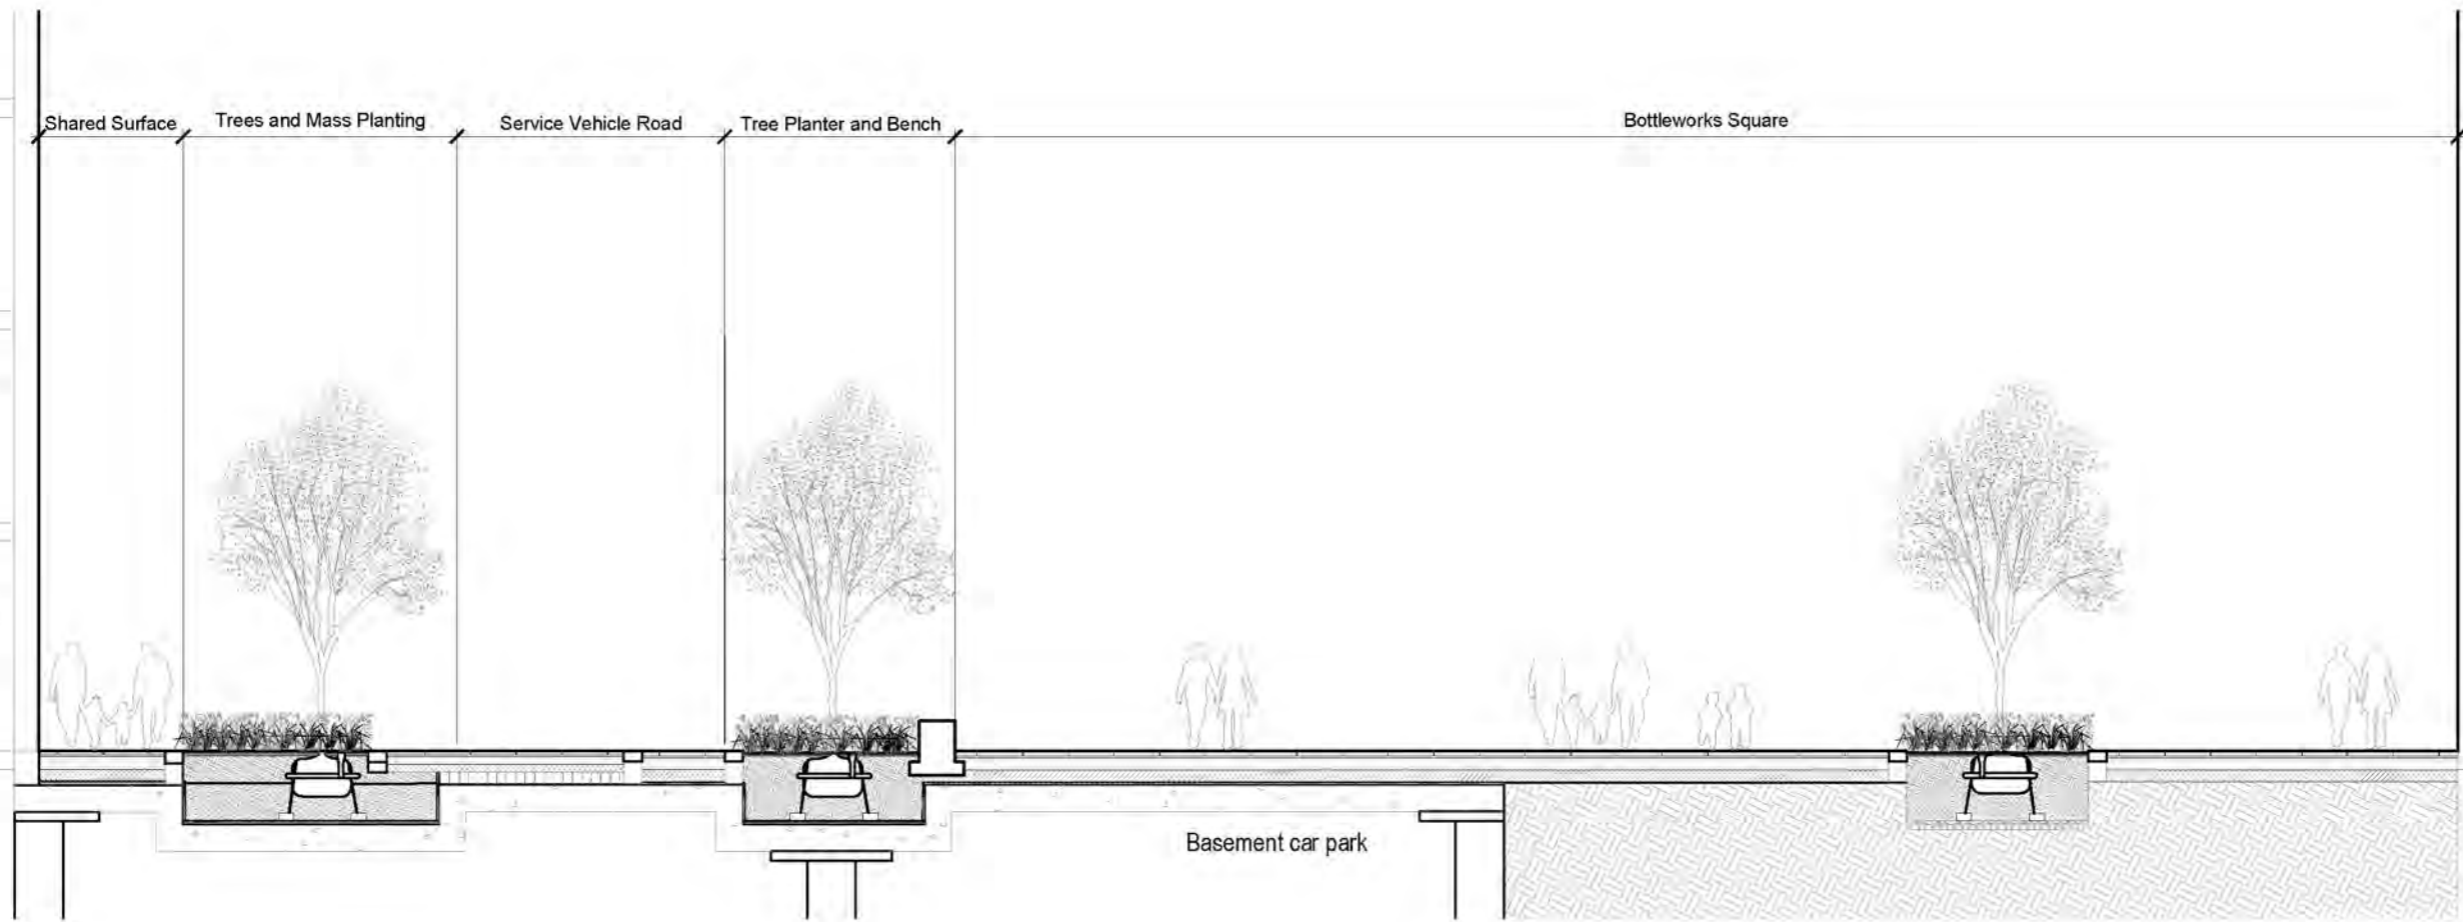 Shared Surface
Trees and Mass Planting
Service Vehicle Road
Tree Planter and Bench
Bottleworks Square
Basement car park